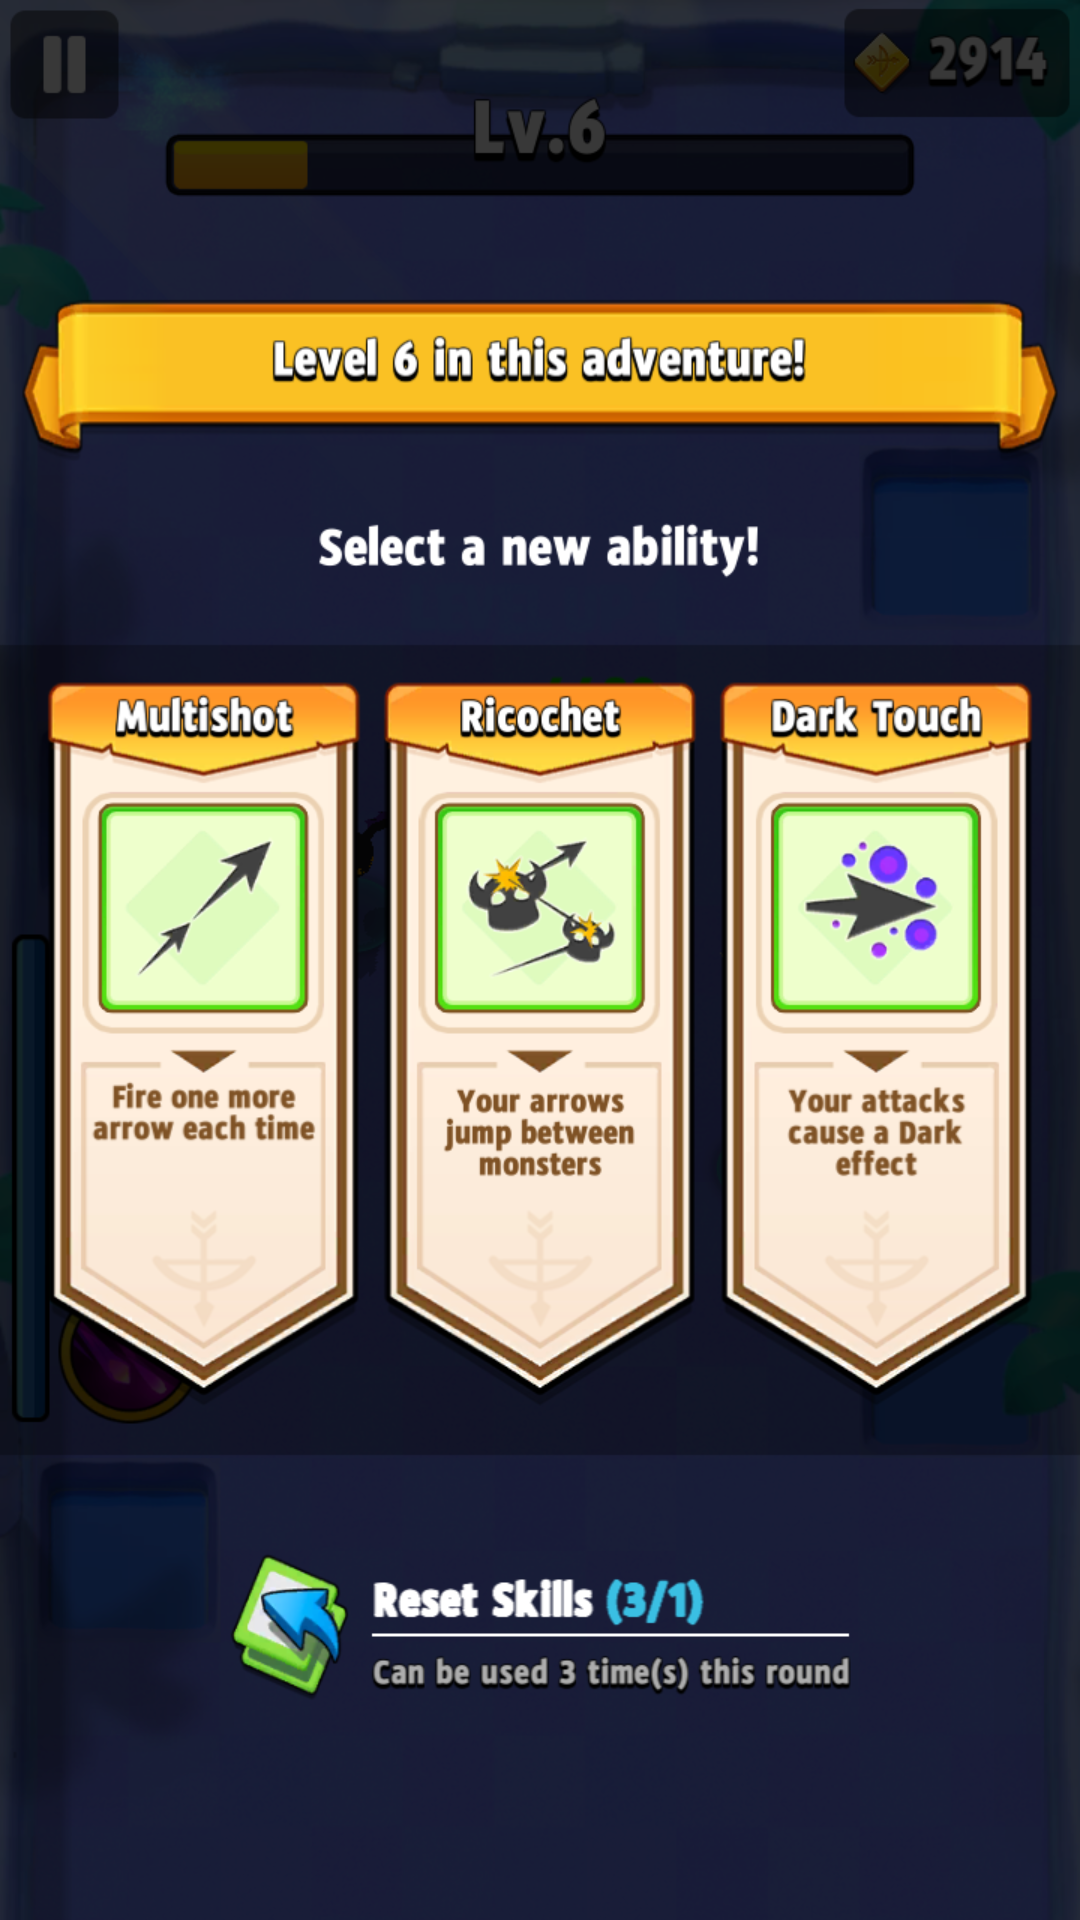 2914
Lv.6
Level 6 in this adventure!
Select a new ability!
Multishot
Fire one more
arrow each time
Ricochet
Your arrows
jump between
monsters
Dark Touch
Your attacks
cause a Dark
effect
Reset Skills (3/1)
Can be used 3 time(s) this round